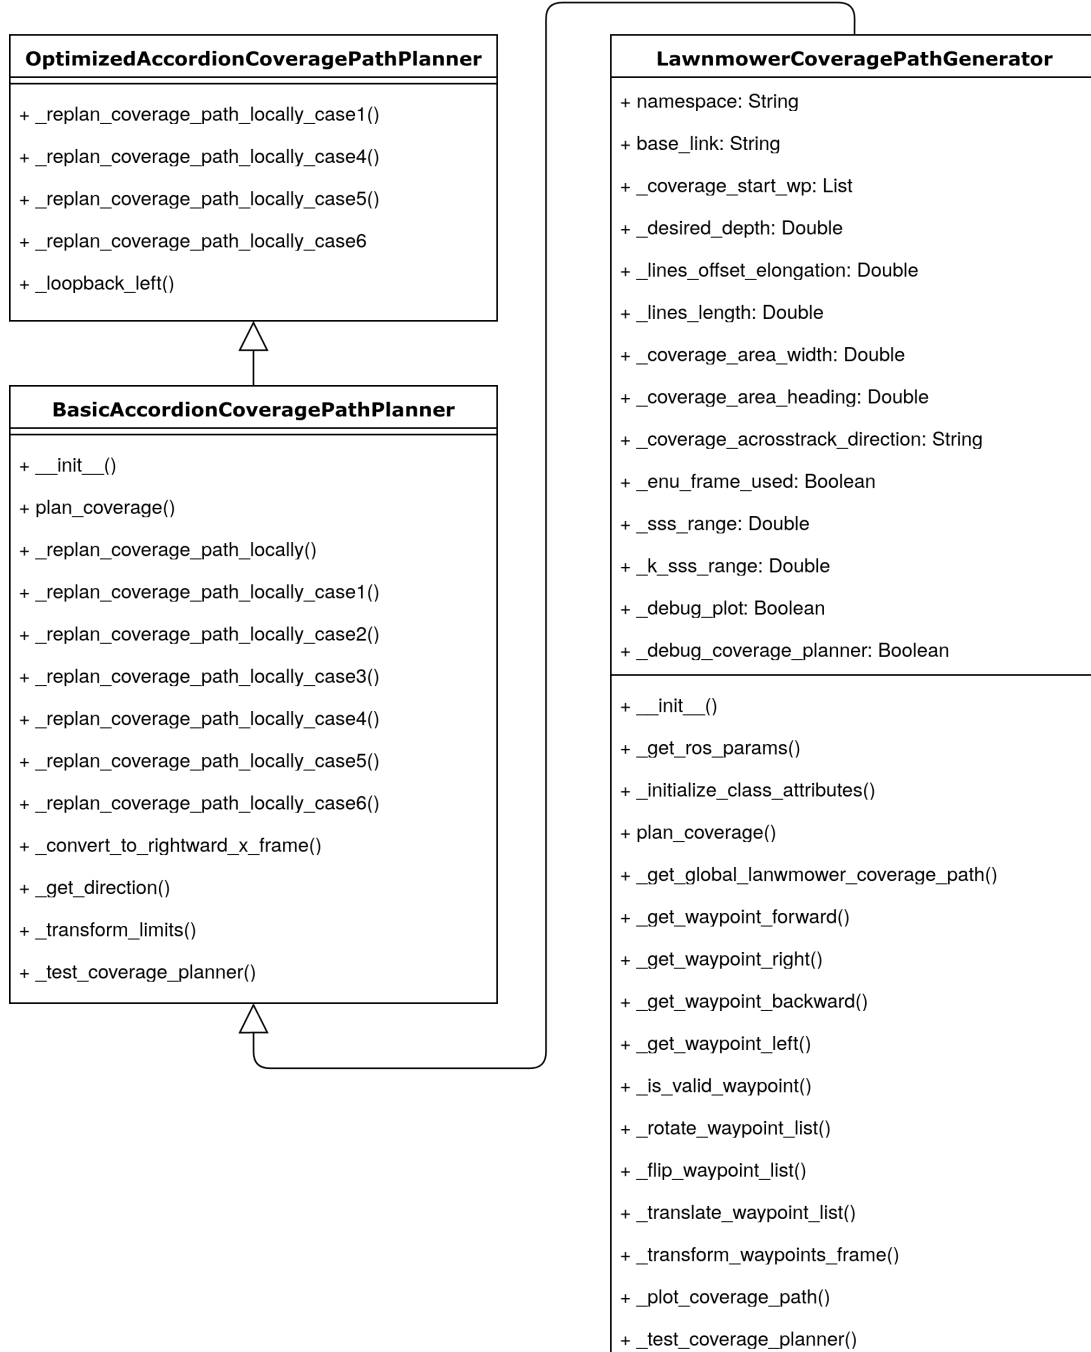 OptimizedAccordionCoveragePathPlanner
+ _replan_coverage_path_locally_case1()
+ _replan_coverage_path_locally_case4()
+ _replan_coverage_path_locally_case5()
+ _replan_coverage_path_locally_case6
+ _loopback_left()
BasicAccordionCoveragePathPlanner
+ __init__()
+ plan_coverage()
+ _replan_coverage_path_locally()
+ _replan_coverage_path_locally_case1()
+ _replan_coverage_path_locally_case2()
+ _replan_coverage_path_locally_case3()
+ _replan_coverage_path_locally_case4()
+ _replan_coverage_path_locally_case5()
+ _replan_coverage_path_locally_case6()
+ _convert_to_rightward_x_frame()
+ _get_direction()
+ _transform_limits()
+ _test_coverage_planner()
LawnmowerCoveragePathGenerator
+ namespace: String
+ base_link: String
+ _coverage_start_wp: List
+ _desired_depth: Double
+ _lines_offset_elongation: Double
+ _lines_length: Double
+ _coverage_area_width: Double
+ _coverage_area_heading: Double
+ _coverage_acrosstrack_direction: String
+ _enu_frame_used: Boolean
+ _sss_range: Double
+ _k_sss_range: Double
+ _debug_plot: Boolean
+ _debug_coverage_planner: Boolean
+ __init__()
+ _get_ros_params()
+ _initialize_class_attributes()
+ plan_coverage()
+ _get_global_lanwmower_coverage_path()
+ _get_waypoint_forward()
+ _get_waypoint_right()
+ _get_waypoint_backward()
+ _get_waypoint_left()
+ _is_valid_waypoint()
+ _rotate_waypoint_list()
+ _flip_waypoint_list()
+ _translate_waypoint_list()
+ _transform_waypoints_frame()
+ _plot_coverage_path()
+ _test_coverage_planner()